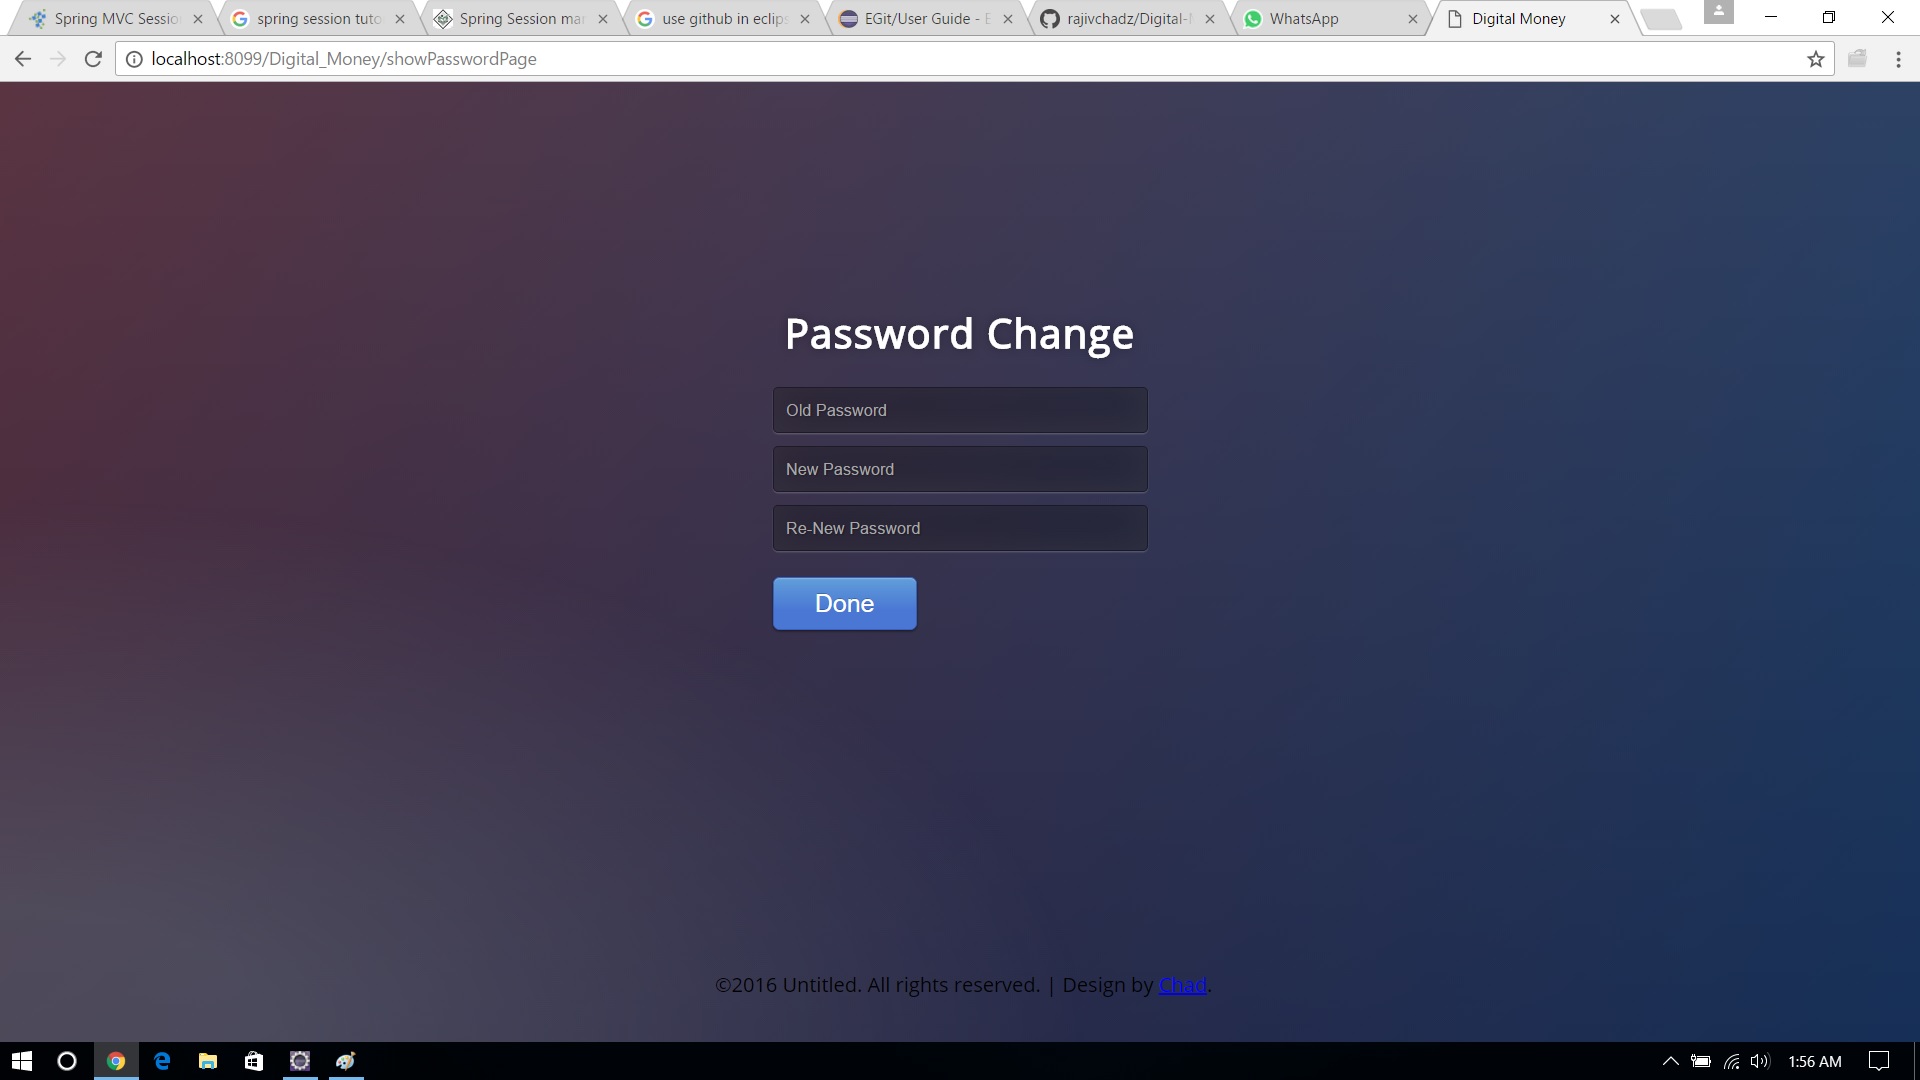 Spring MVC Sessio
spring session tuto
Spring Session ma
use github in eclips
EGit/User Guide - E
rajivchadz/Digital-M
WhatsApp
Digital Money
localhost:8099/Digital_Money/showPasswordPage
Password Change
Old Password
New Password
Re-New Password
Done
©2016 Untitled. All rights reserved. | Design by Chad.
1:56 AM